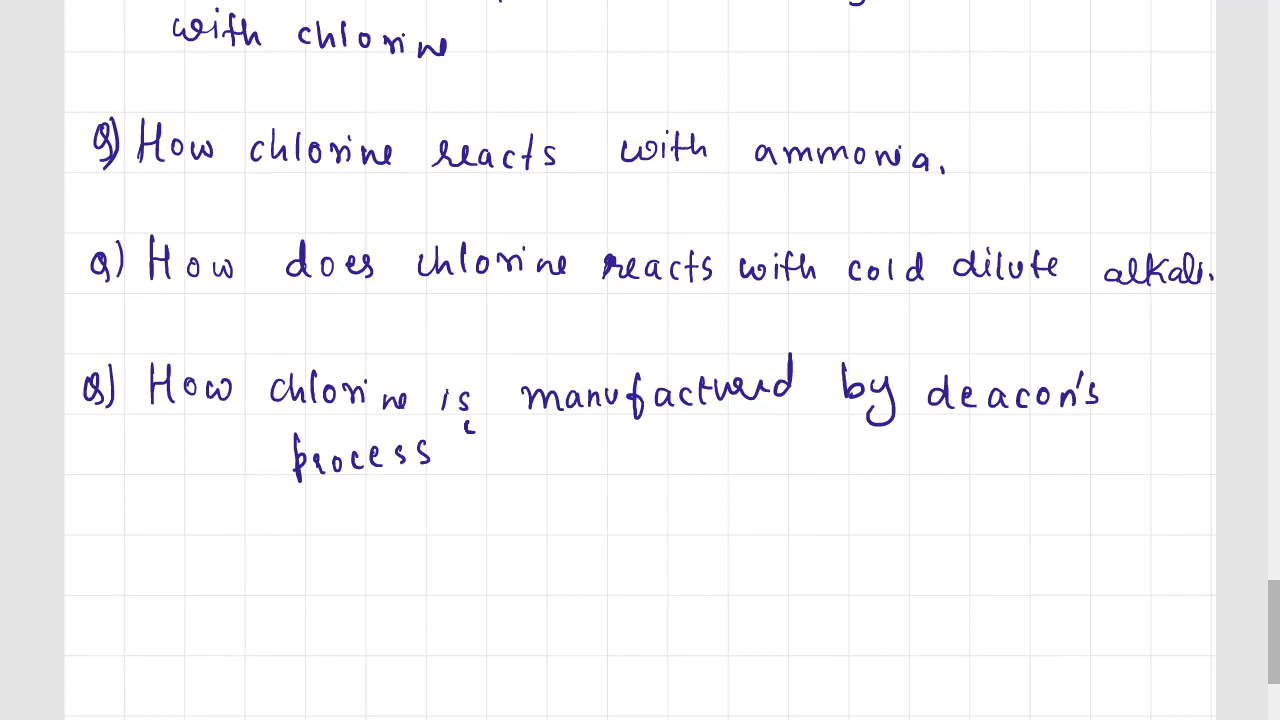 with chlorine
Q) How chlorine reacts with ammonia.
Q) How does chlorine reacts with cold dilute alkali.
Q) How chlorine is manufactured by deacon's
process